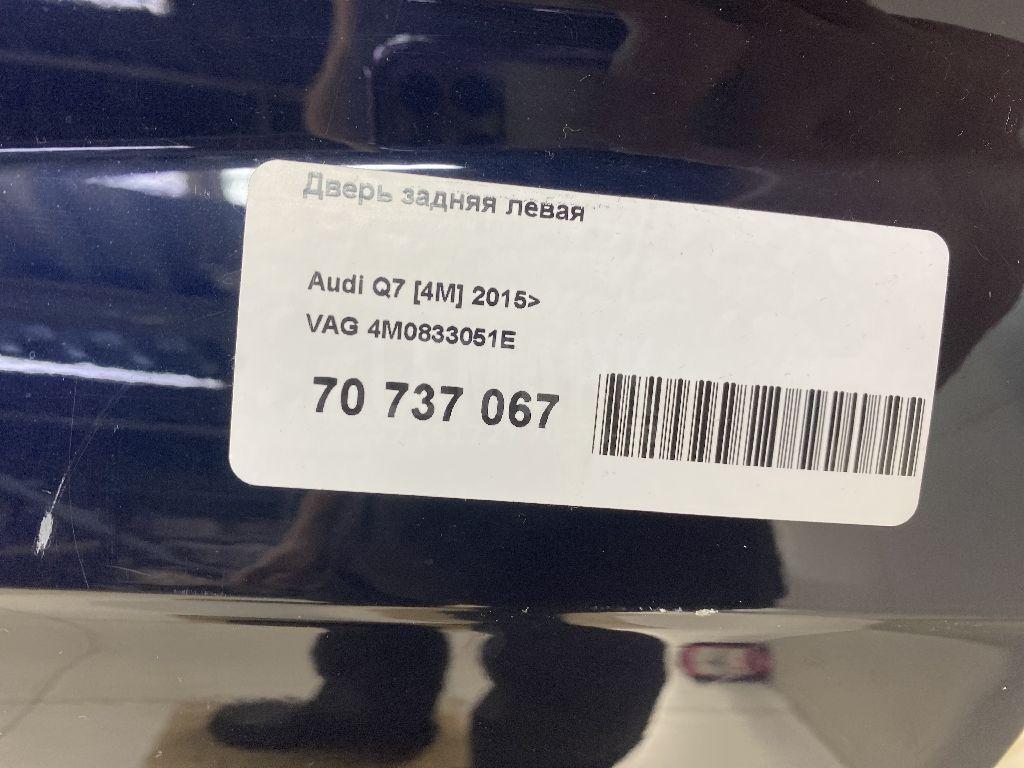 Дверь задняя левая
Audi Q7 [4M] 2015>
VAG 4M0833051E
70 737 067